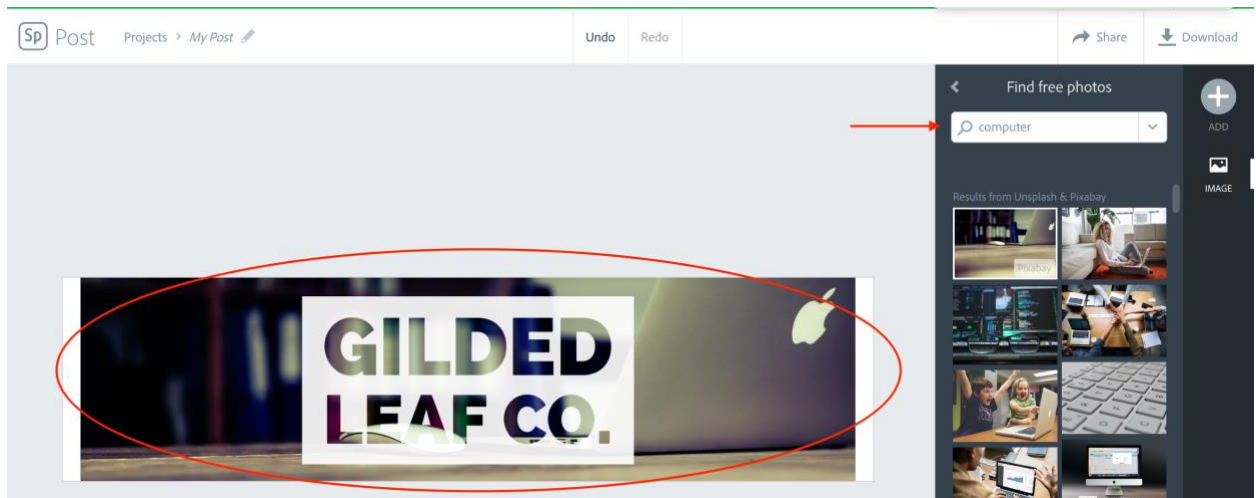 Sp Post Projects > My Post Undo Redo Share Download
Find free photos
computer
ADD
IMAGE
Results from Unsplash & Pixabay
Pixabay
GILDED
LEAF CO.